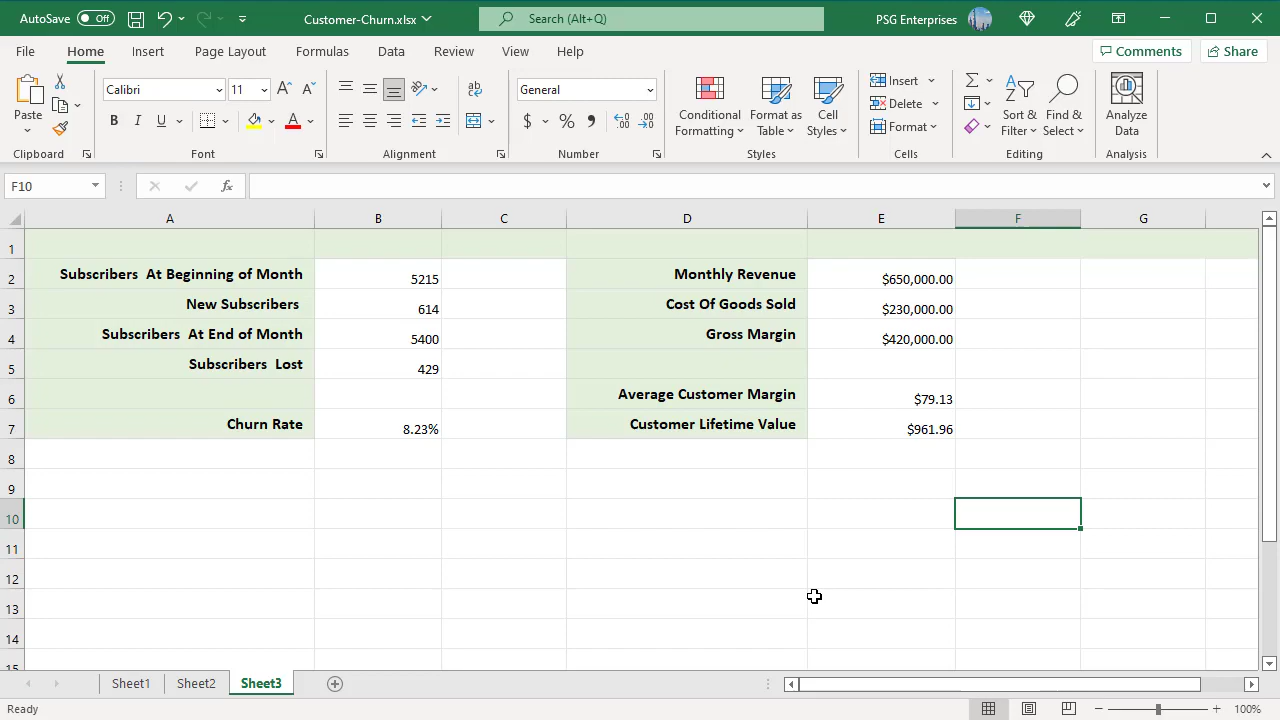 AutoSave Off Customer-Churn.xlsx Search (Alt+Q) PSG Enterprises
File Home Insert Page Layout Formulas Data Review View Help Comments Share
Paste
Calibri 11
B I U A
ab
General
$ % 9
Conditional Formatting
Format as Table
Cell Styles
Insert
Delete
Format
Sort & Filter
Find & Select
Analyze Data
Clipboard Font Alignment Number Styles Cells Editing Analysis
F10 fx
A B C D E F G
1
2 Subscribers At Beginning of Month 5215 Monthly Revenue $650,000.00
3 New Subscribers 614 Cost Of Goods Sold $230,000.00
4 Subscribers At End of Month 5400 Gross Margin $420,000.00
5 Subscribers Lost 429
6 Average Customer Margin $79.13
7 Churn Rate 8.23% Customer Lifetime Value $961.96
8
9
10
11
12
13
14
15
Sheet1 Sheet2 Sheet3
Ready 100%